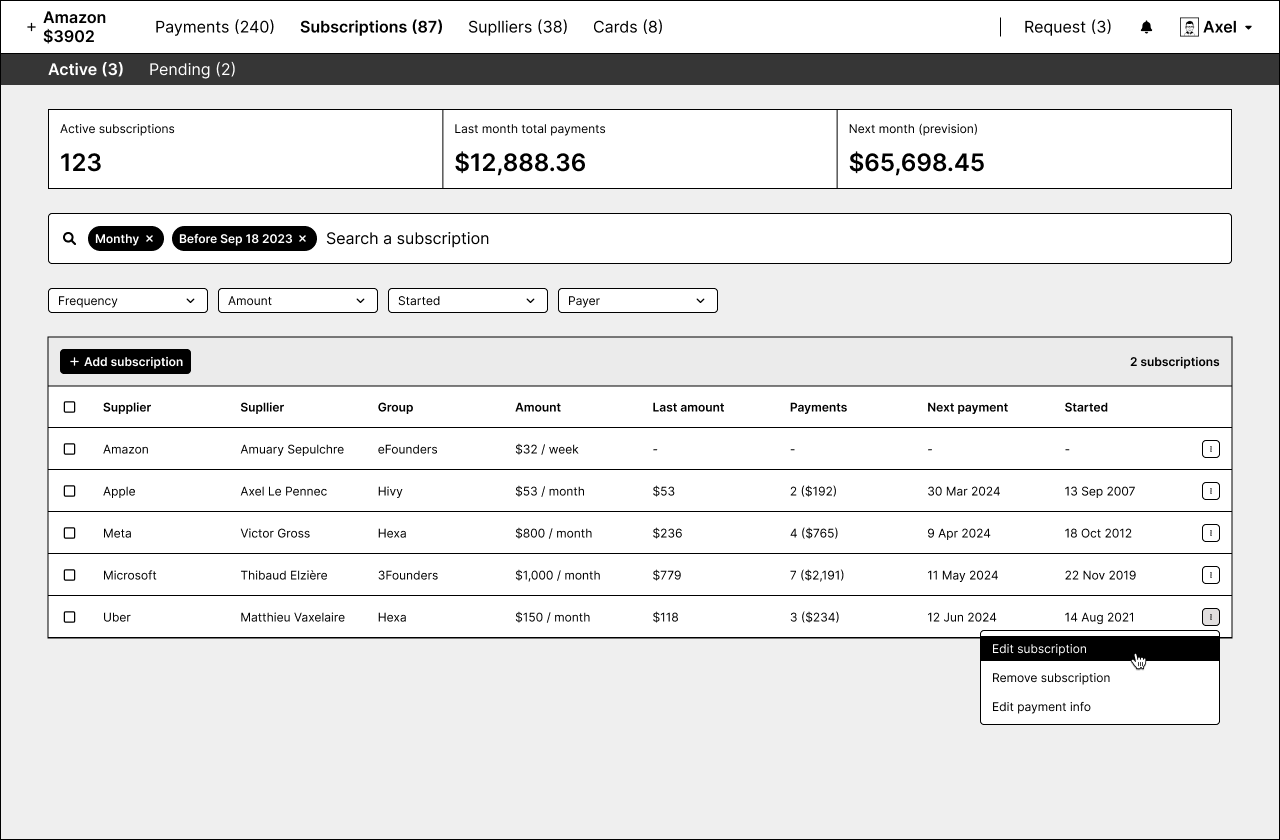 + Amazon $3902 Payments (240) Subscriptions (87) Suplliers (38) Cards (8) Request (3) Axel
Active (3) Pending (2)
Active subscriptions Last month total payments Next month (prevision)
123 $12,888.36 $65,698.45
Monthy × Before Sep 18 2023 × Search a subscription
Frequency Amount Started Payer
+ Add subscription 2 subscriptions
Supplier Supllier Group Amount Last amount Payments Next payment Started
Amazon Amuary Sepulchre eFounders $32 / week - - - -
Apple Axel Le Pennec Hivy $53 / month $53 2 ($192) 30 Mar 2024 13 Sep 2007
Meta Victor Gross Hexa $800 / month $236 4 ($765) 9 Apr 2024 18 Oct 2012
Microsoft Thibaud Elzière 3Founders $1,000 / month $779 7 ($2,191) 11 May 2024 22 Nov 2019
Uber Matthieu Vaxelaire Hexa $150 / month $118 3 ($234) 12 Jun 2024 14 Aug 2021
Edit subscription
Remove subscription
Edit payment info